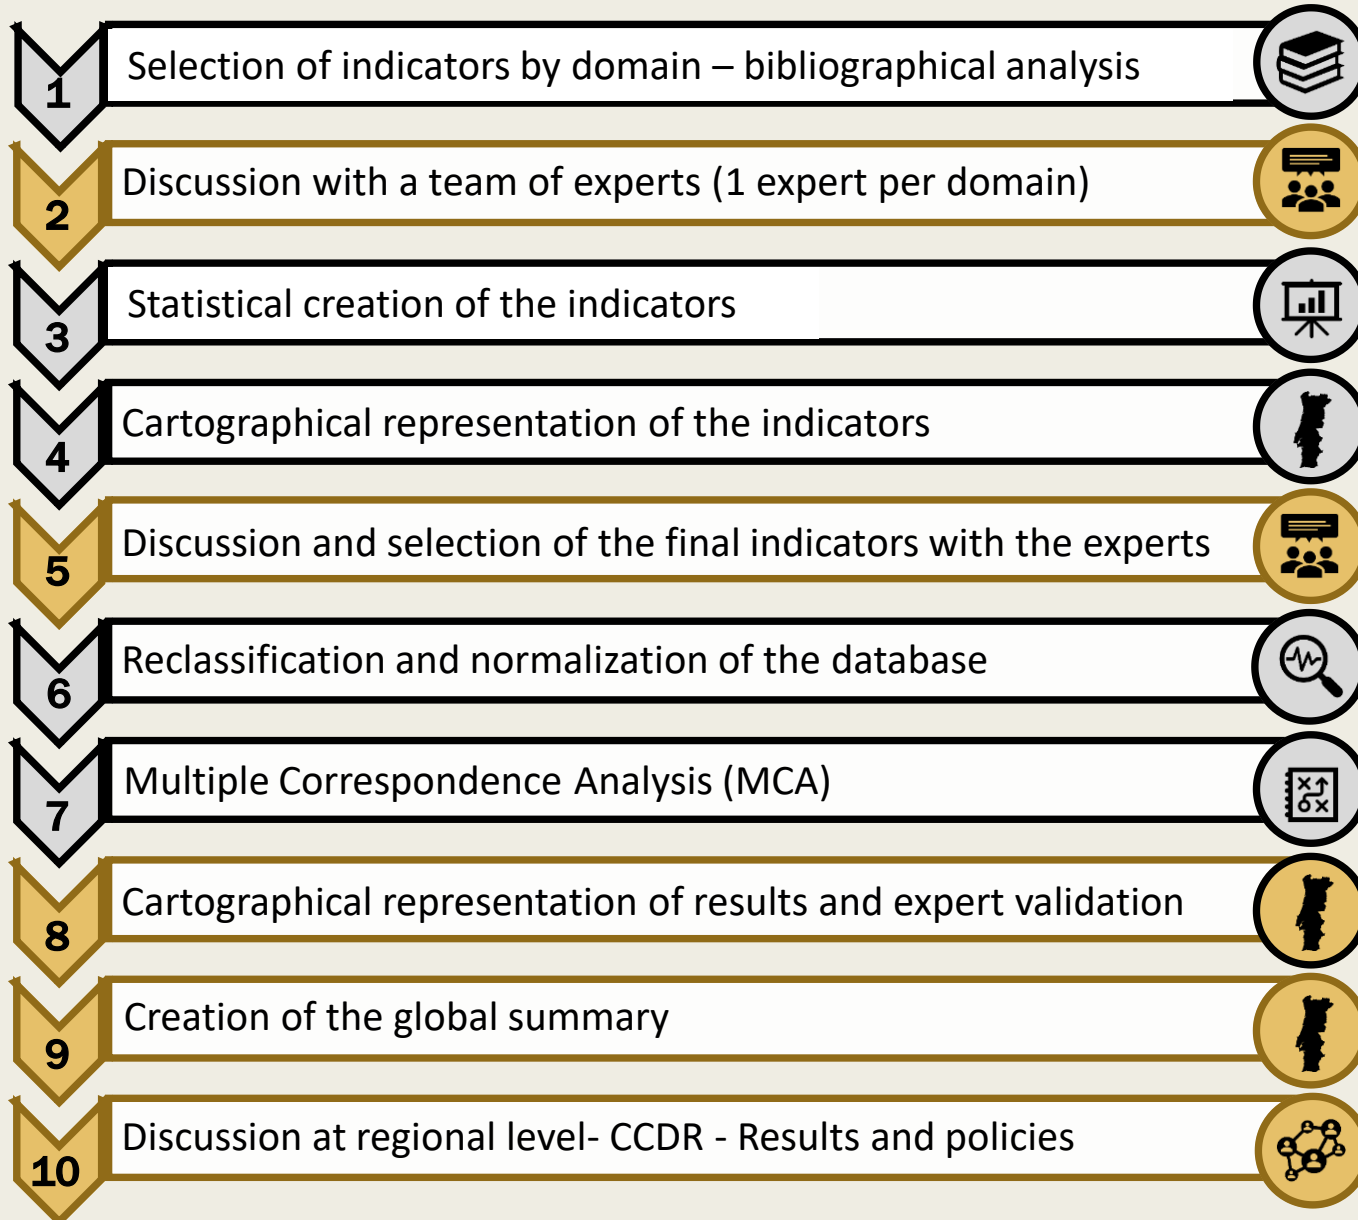 1
Selection of indicators by domain – bibliographical analysis
2
Discussion with a team of experts (1 expert per domain)
3
Statistical creation of the indicators
4
Cartographical representation of the indicators
5
Discussion and selection of the final indicators with the experts
6
Reclassification and normalization of the database
7
Multiple Correspondence Analysis (MCA)
8
Cartographical representation of results and expert validation
9
Creation of the global summary
10
Discussion at regional level- CCDR - Results and policies